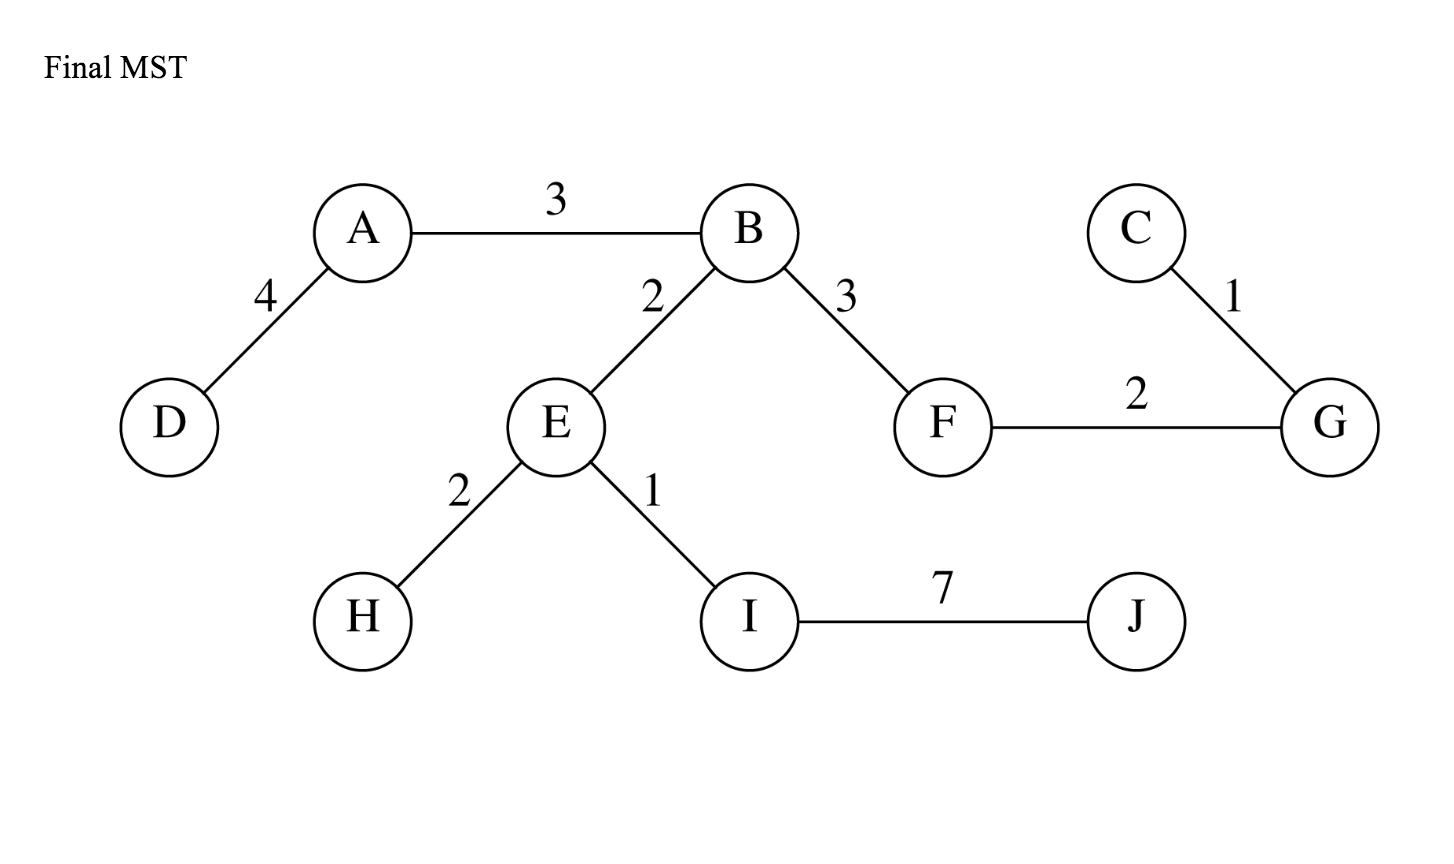 Final MST
3
A B C
4 2 3 1
2
D E F G
2 1
7
H I J